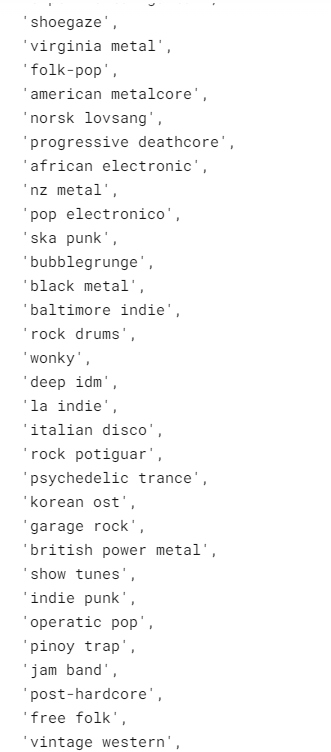 'shoegaze',
'virginia metal',
'folk-pop',
'american metalcore',
'norsk lovsang',
'progressive deathcore',
'african electronic',
'nz metal',
'pop electronico',
'ska punk',
'bubblegrunge',
'black metal',
'baltimore indie',
'rock drums',
'wonky',
'deep idm',
'la indie',
'italian disco',
'rock potiguar',
'psychedelic trance',
'korean ost',
'garage rock',
'british power metal',
'show tunes',
'indie punk',
'operatic pop',
'pinoy trap',
'jam band',
'post-hardcore',
'free folk',
'vintage western',